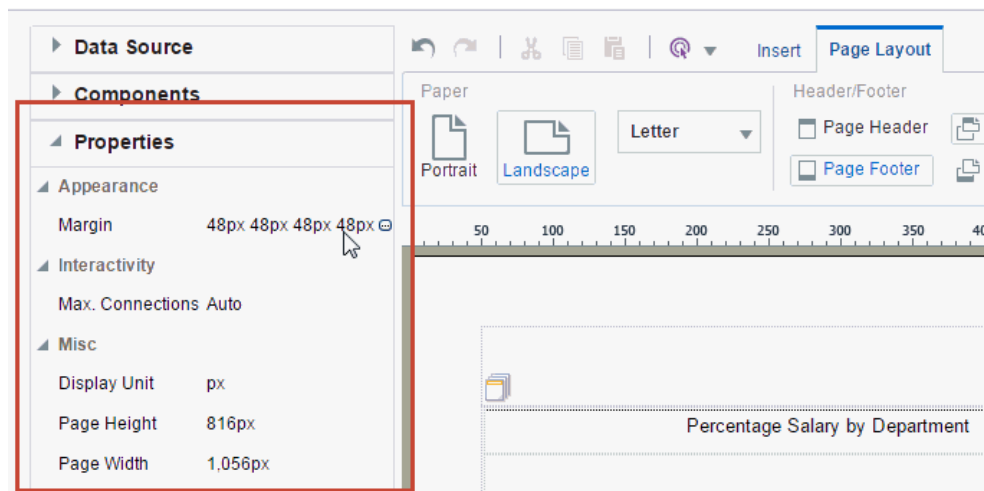 Data Source
Components
Properties
Appearance
Margin 48px 48px 48px 48px
Interactivity
Max. Connections Auto
Misc
Display Unit px
Page Height 816px
Page Width 1,056px
Insert Page Layout
Paper
Portrait Landscape Letter
Header/Footer
Page Header
Page Footer
50 100 150 200 250 300 350 40
Percentage Salary by Department